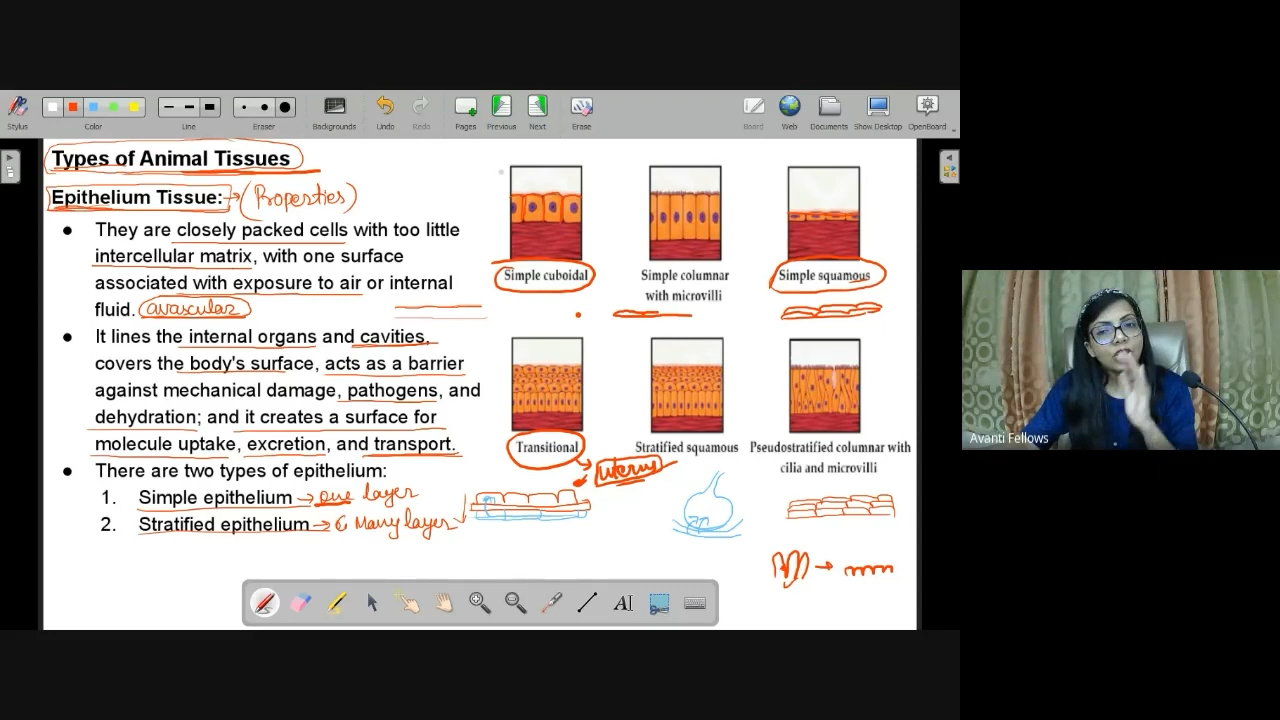 Stylus
Color
Line
Eraser
Backgrounds
Undo
Redo
Pages
Previous
Next
Erase
Board
Web
Documents
Show Desktop
OpenBoard
Types of Animal Tissues
Epithelium Tissue: → (Properties)
● They are closely packed cells with too little
intercellular matrix, with one surface
associated with exposure to air or internal
fluid. avascular
● It lines the internal organs and cavities,
covers the body's surface, acts as a barrier
against mechanical damage, pathogens, and
dehydration; and it creates a surface for
molecule uptake, excretion, and transport.
● There are two types of epithelium:
1. Simple epithelium → one layer
2. Stratified epithelium → Many layer
Simple cuboidal
Simple columnar
with microvilli
Simple squamous
Transitional
uterus
Stratified squamous
Pseudostratified columnar with
cilia and microvilli
AI
Avanti Fellows